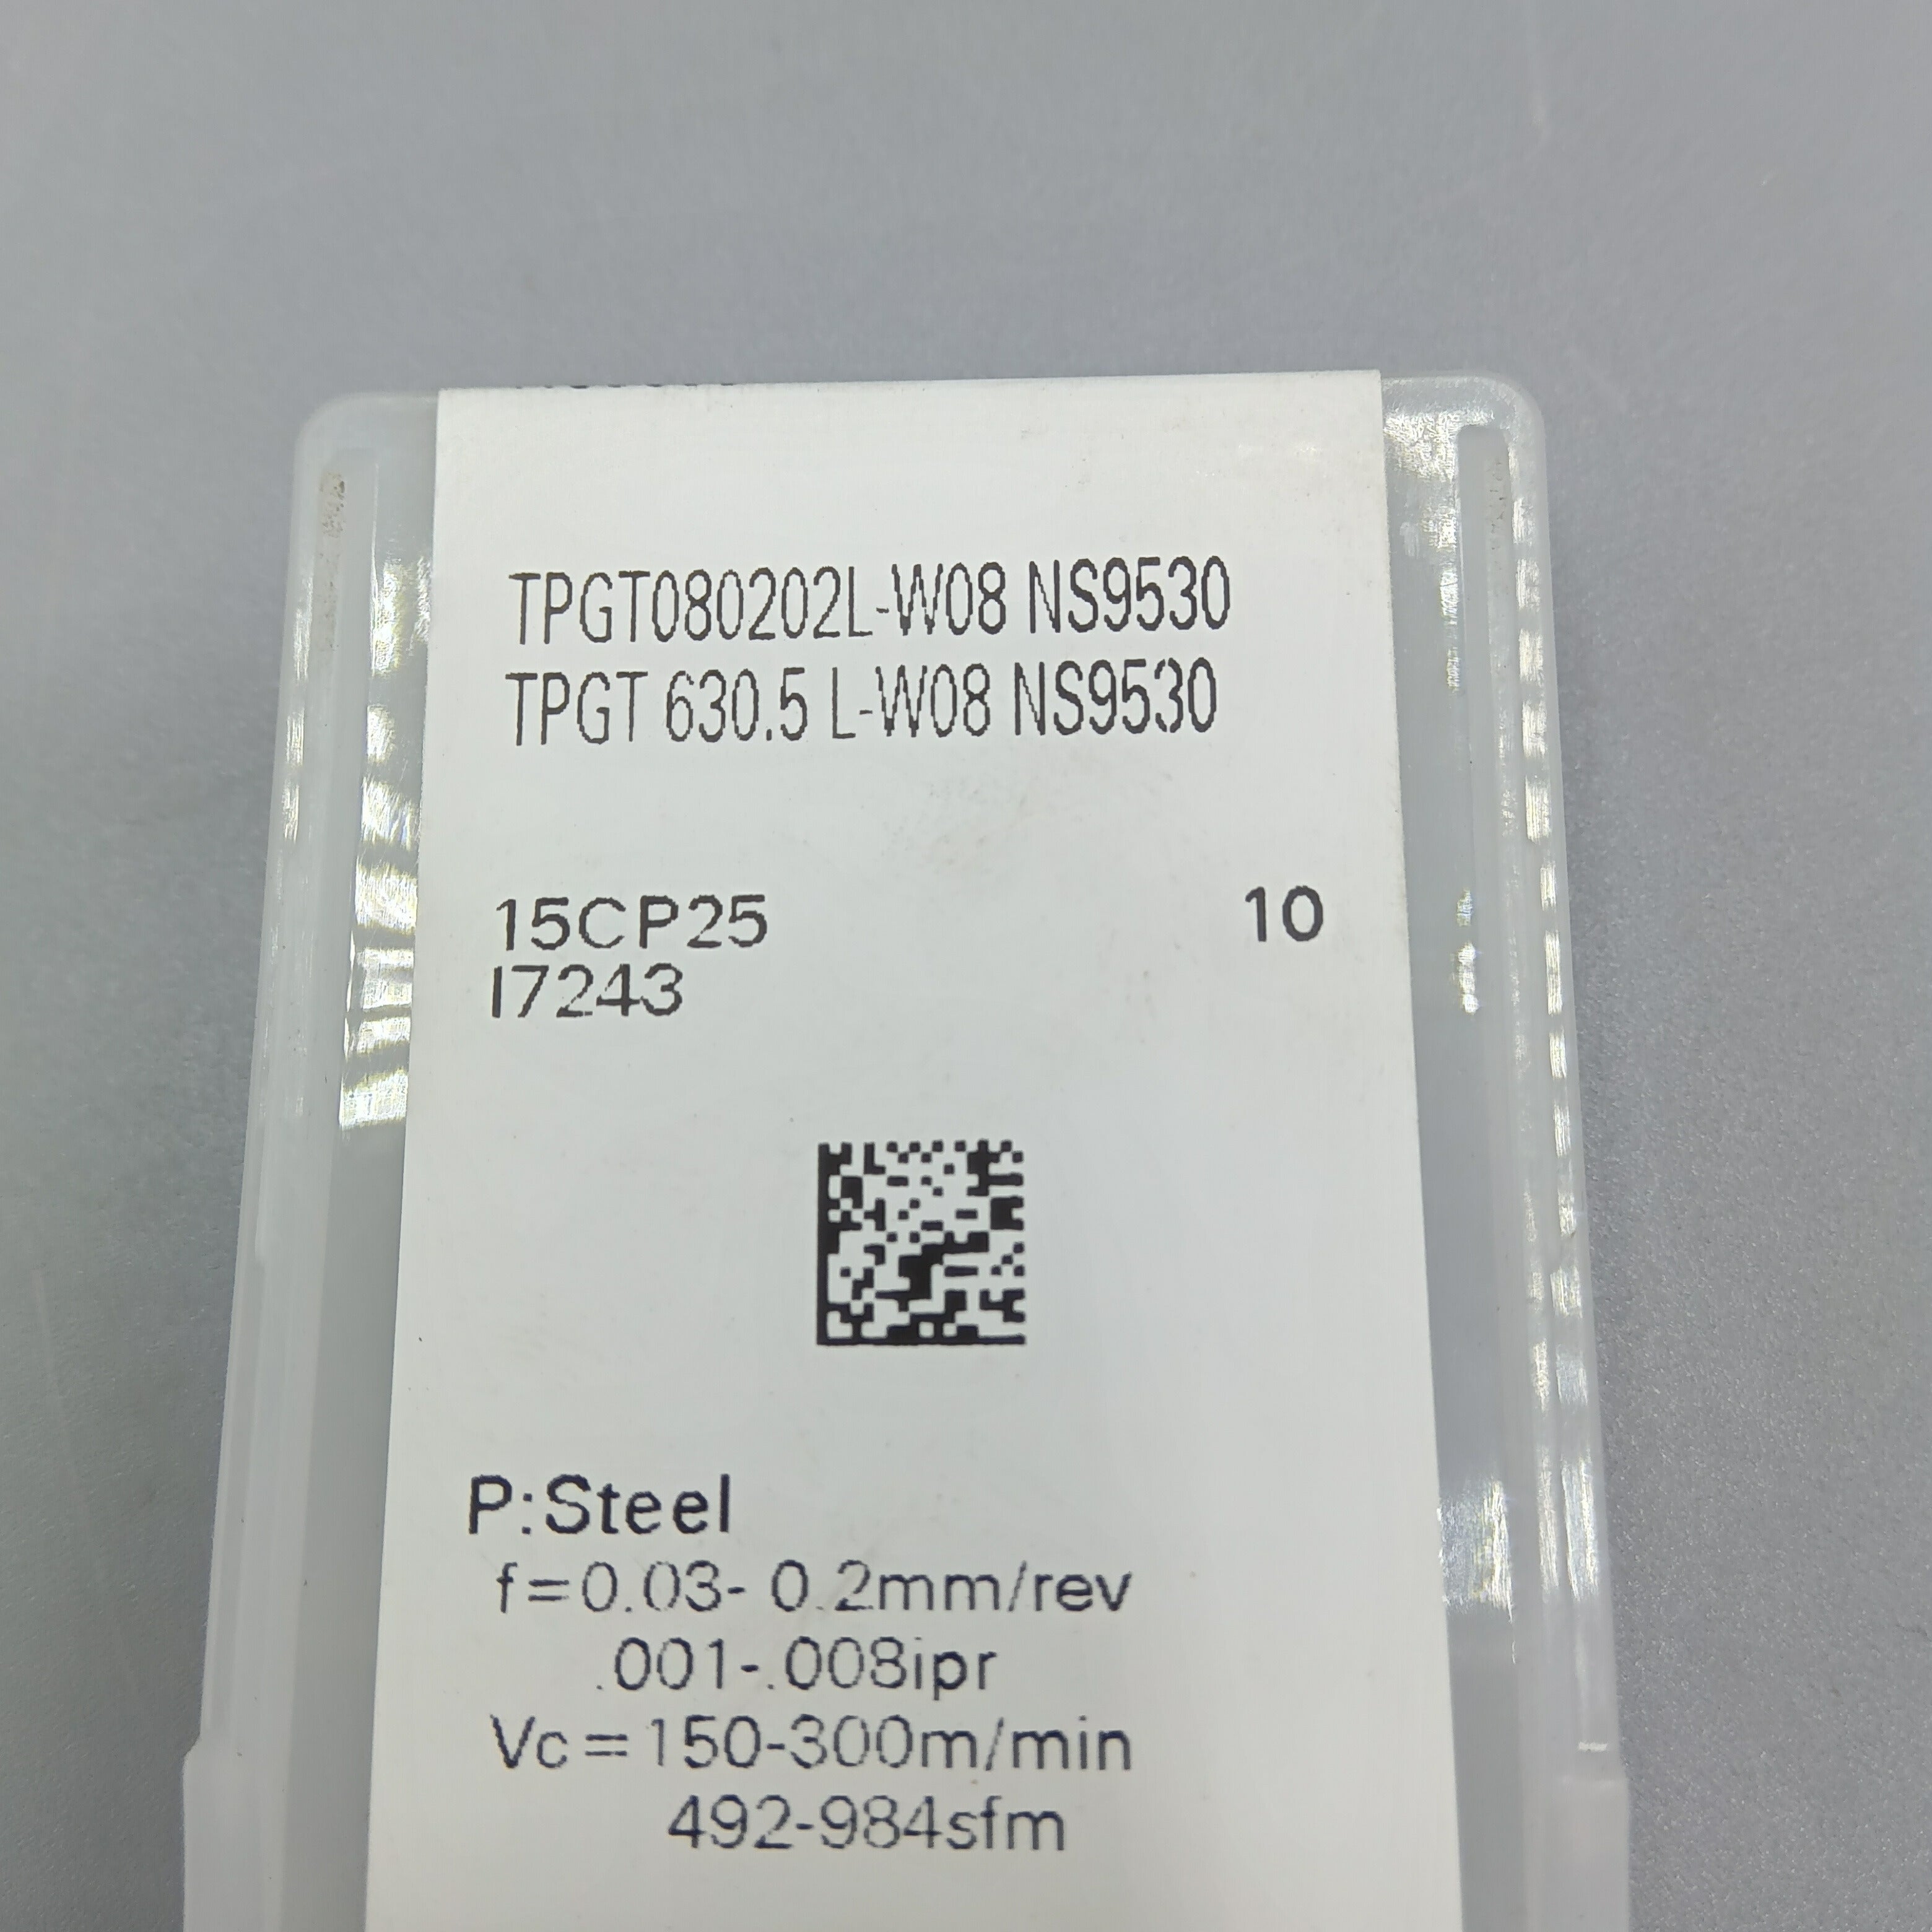 TPGT080202L-W08 NS9530
TPGT 630.5 L-W08 NS9530
15CP25 10
I7243
P:Steel
f=0.03- 0.2mm/rev
.001-.008ipr
Vc=150-300m/min
492-984sfm